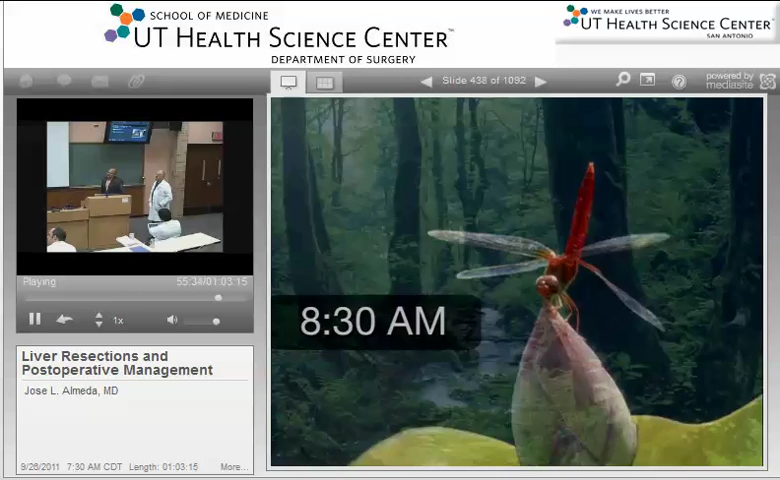 SCHOOL OF MEDICINE
UT HEALTH SCIENCE CENTER™
DEPARTMENT OF SURGERY
WE MAKE LIVES BETTER
UT HEALTH SCIENCE CENTER
SAN ANTONIO
Slide 438 of 1092
powered by
mediasite
Playing
55:34/01:03:15
1x
8:30 AM
Liver Resections and
Postoperative Management
Jose L. Almeda, MD
9/26/2011 7:30 AM CDT Length: 01:03:15 More...